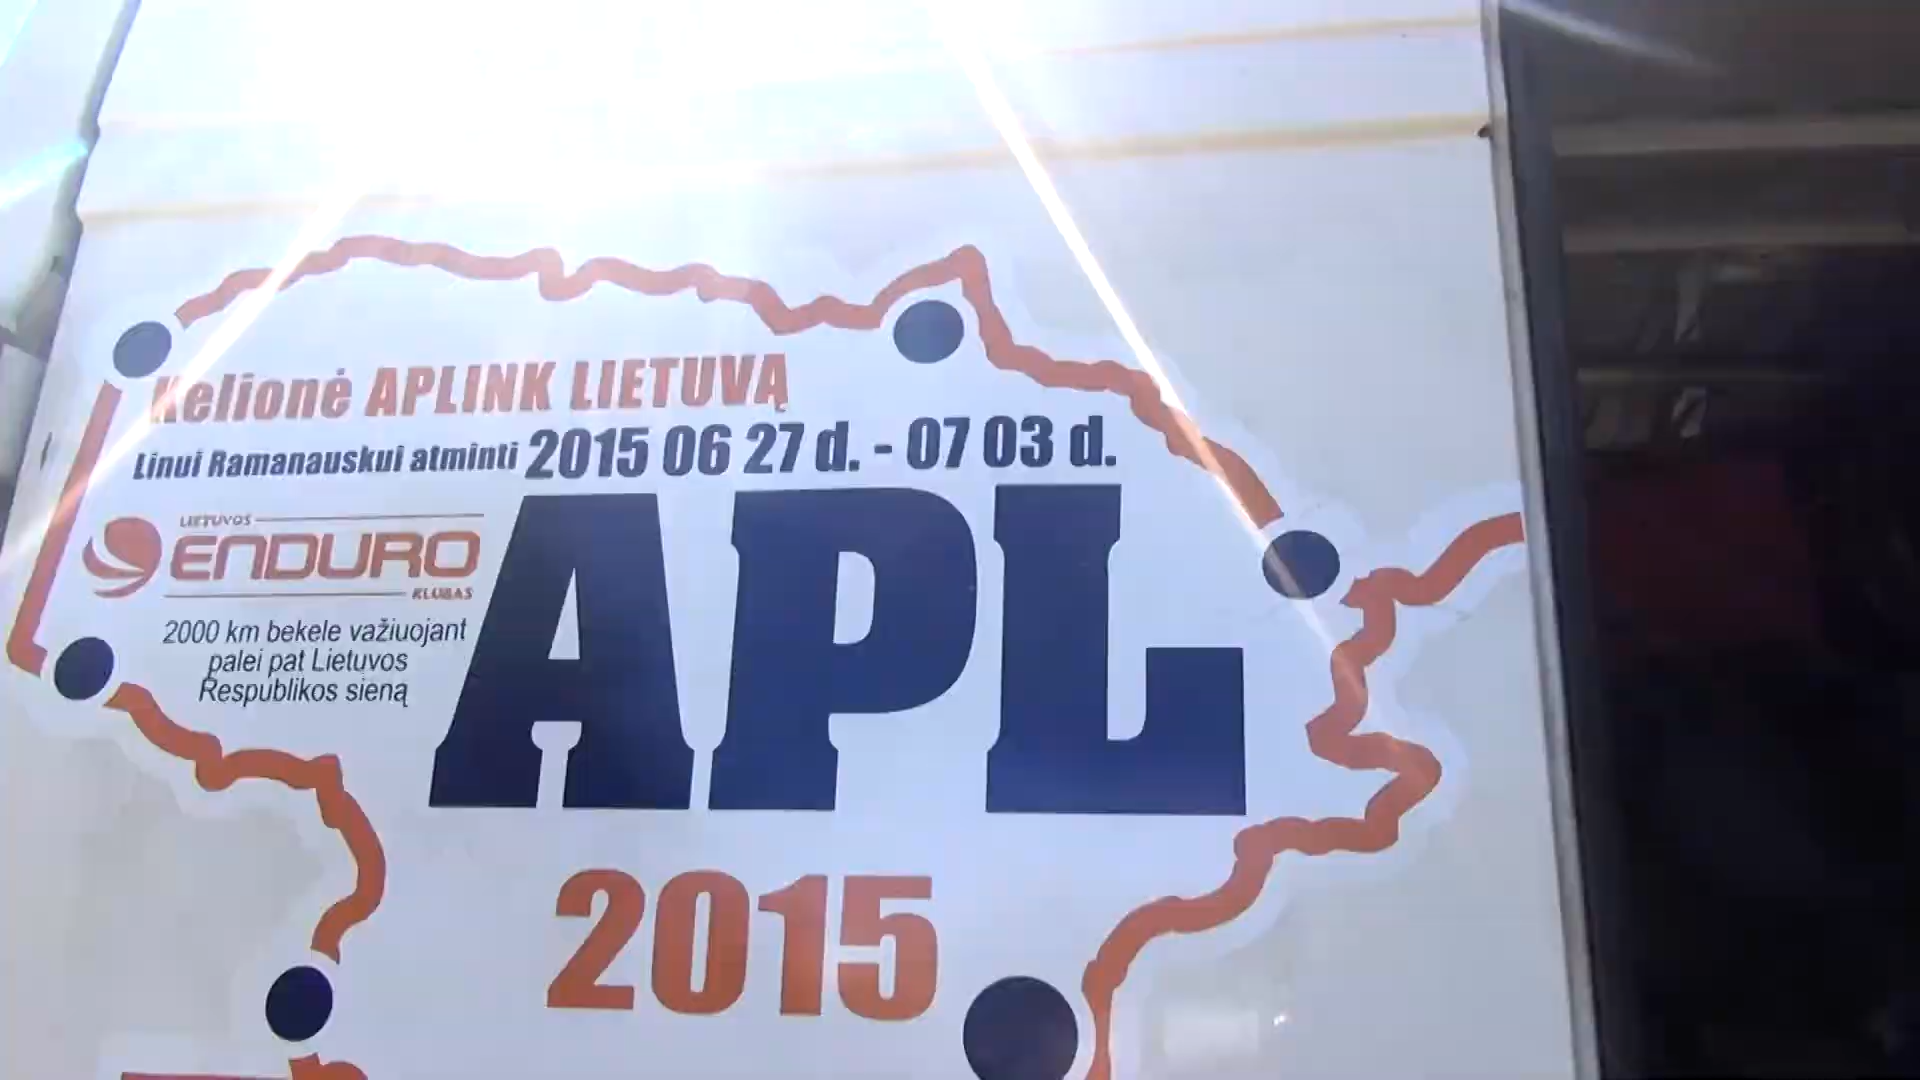 Kelionė APLINK LIETUVĄ
Linui Ramanauskui atminti 2015 06 27 d. - 07 03 d.
LIETUVOS
ENDURO
KLUBAS
2000 km bekele važiuojant
palei pat Lietuvos
Respublikos sieną
APL
2015